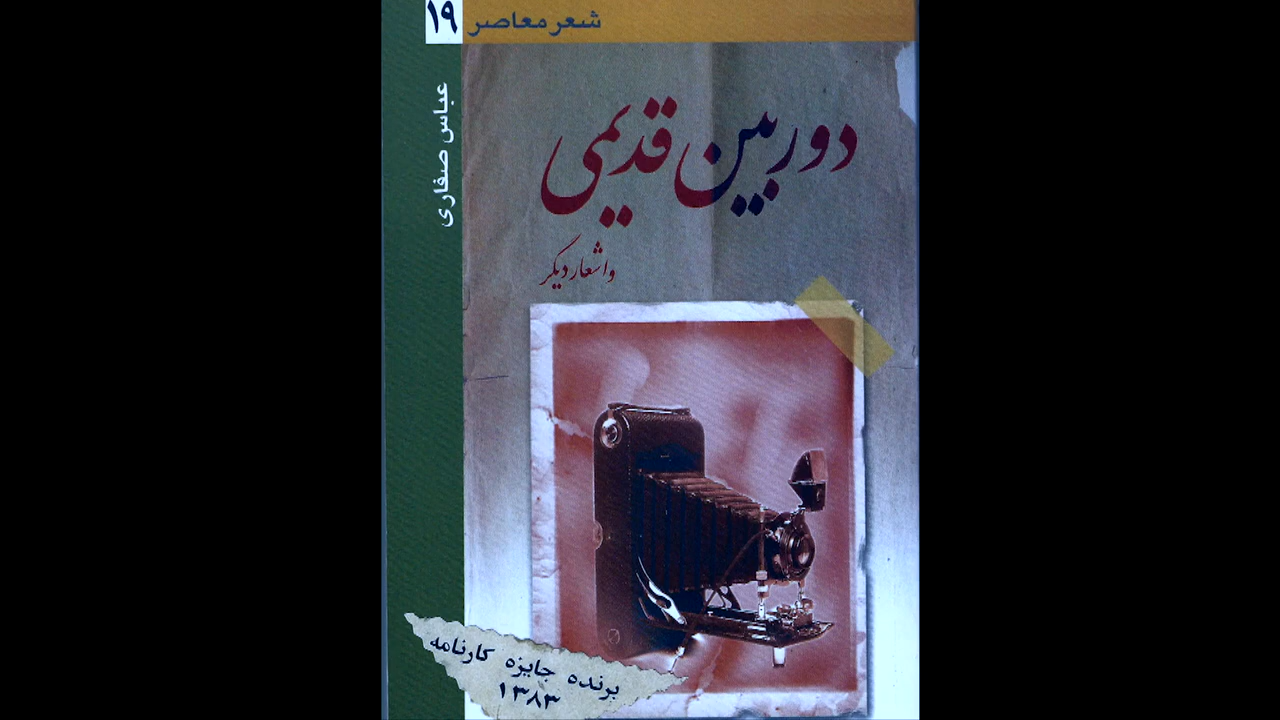 شعر معاصر ۱۹
عباس صفاری
دوربین قدیمی
و اشعار دیگر
برنده جایزه کارنامه
۱۳۸۳